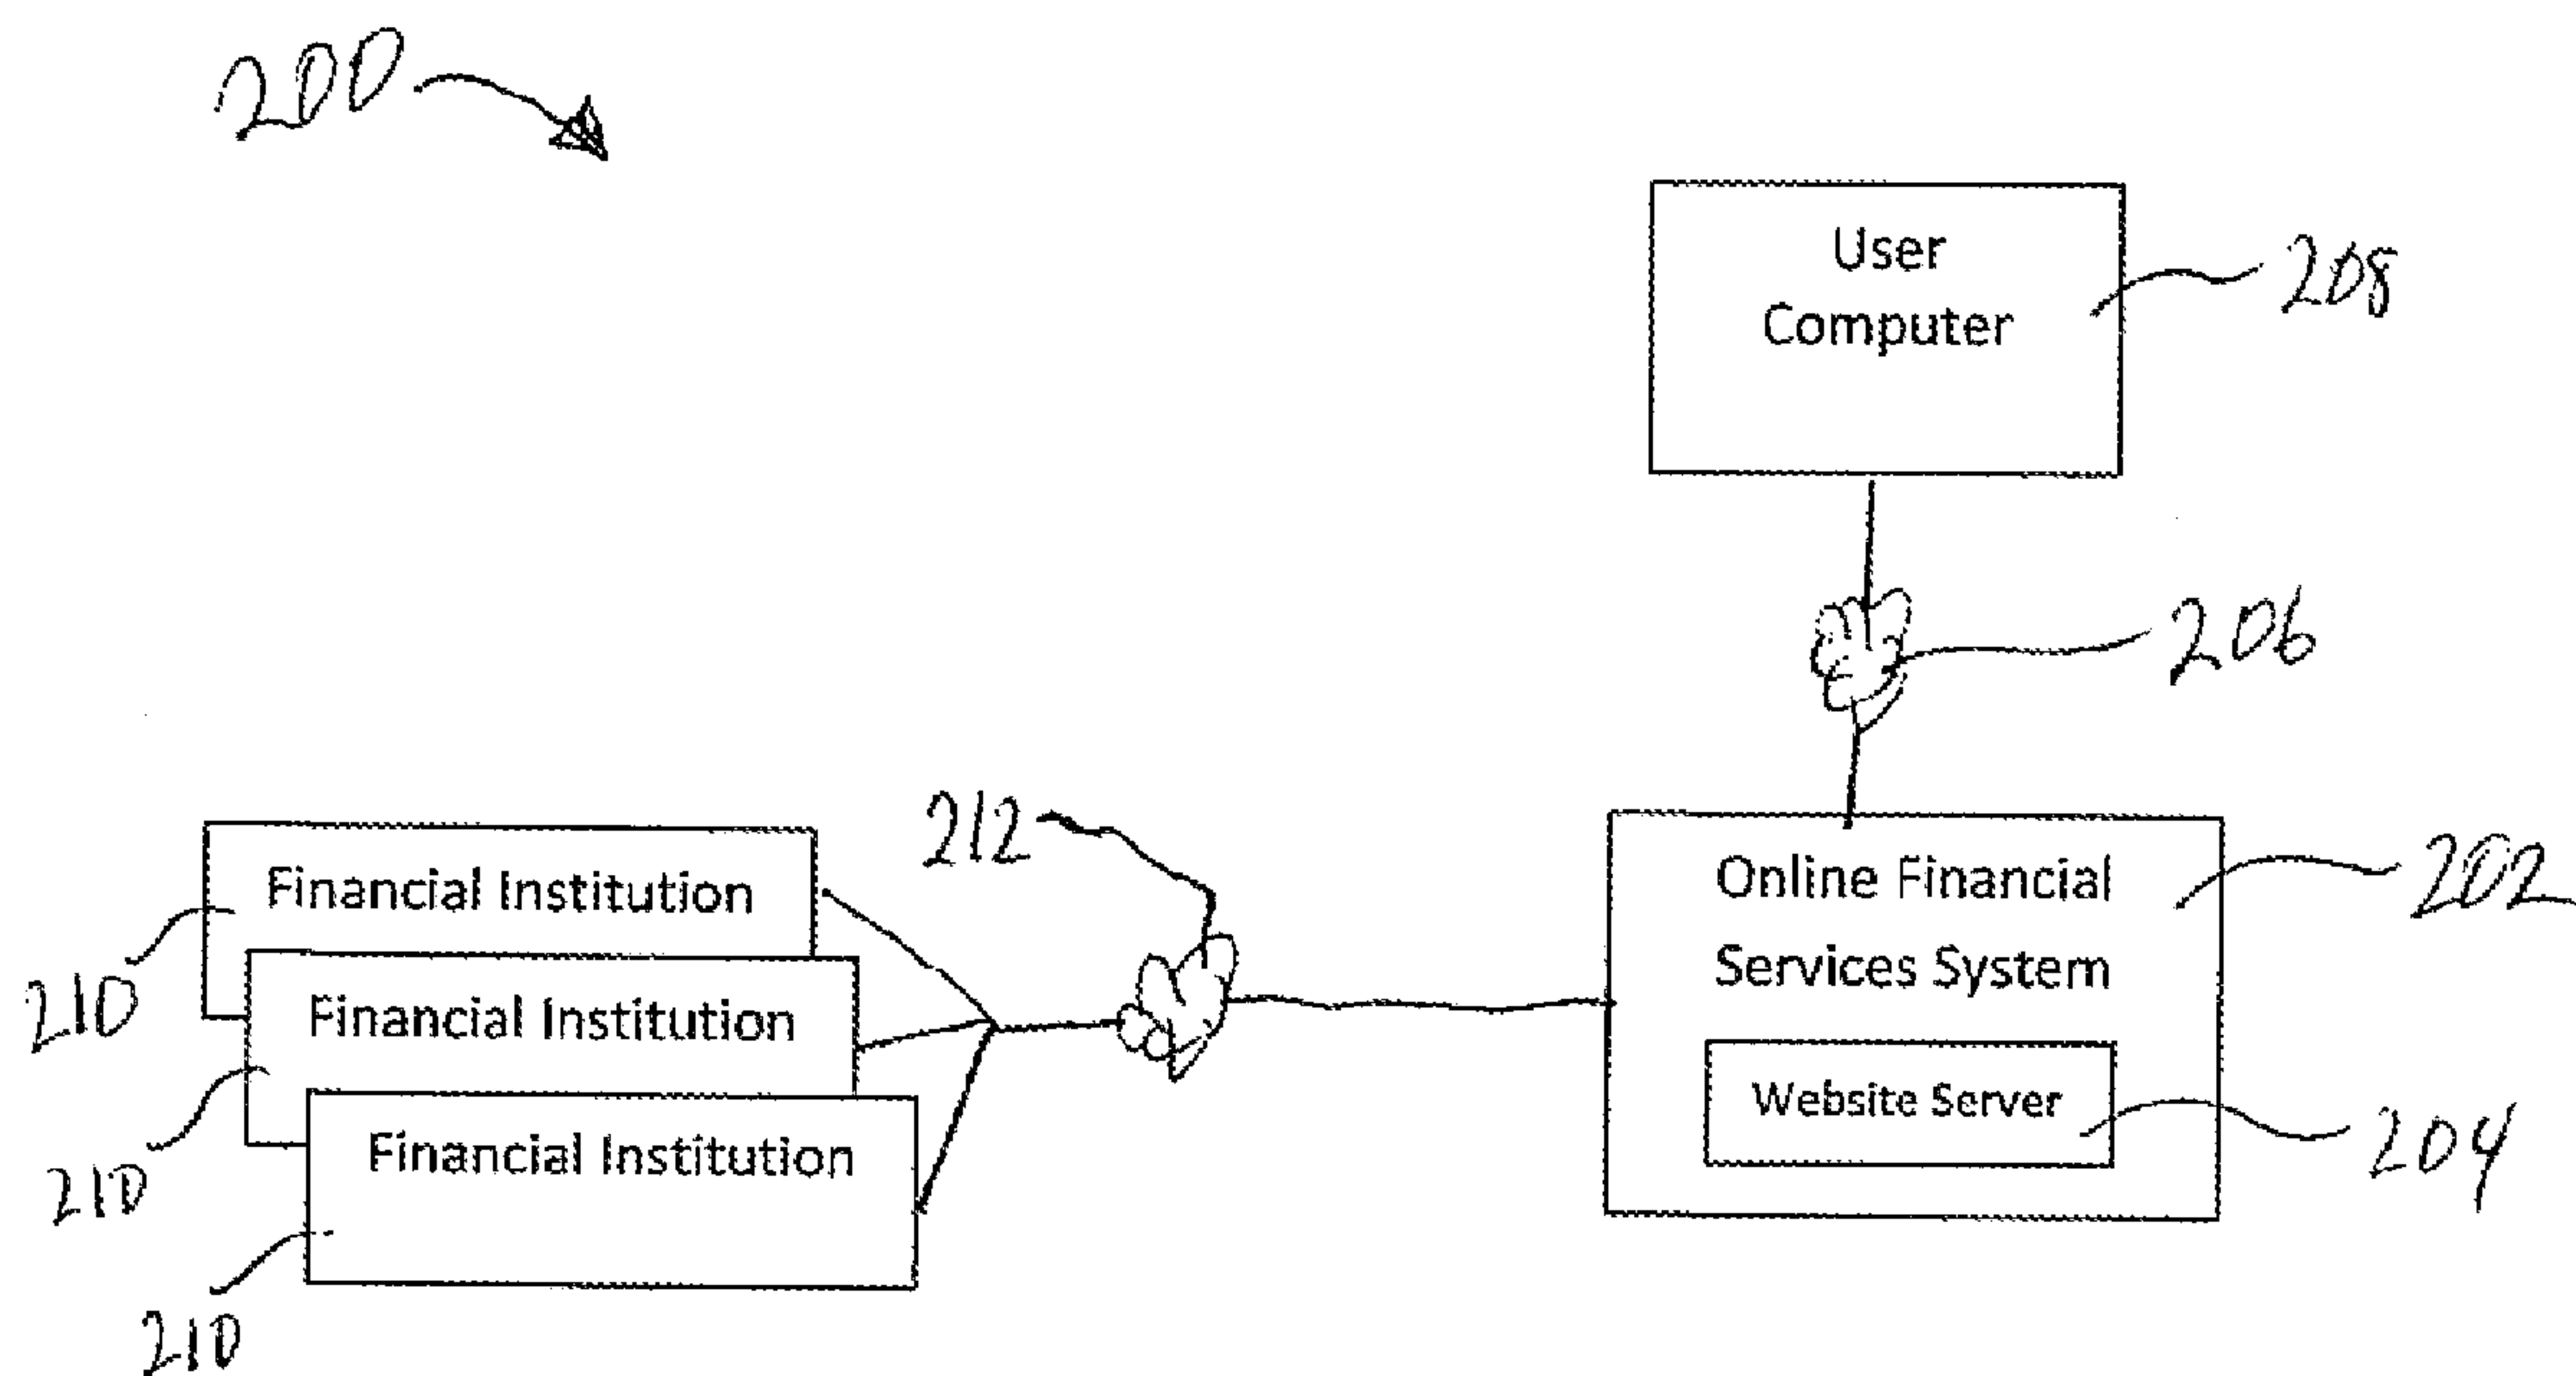 200
User
Computer
208
206
212
Financial Institution
210
Financial Institution
210
Financial Institution
210
Online Financial
Services System
202
Website Server
204